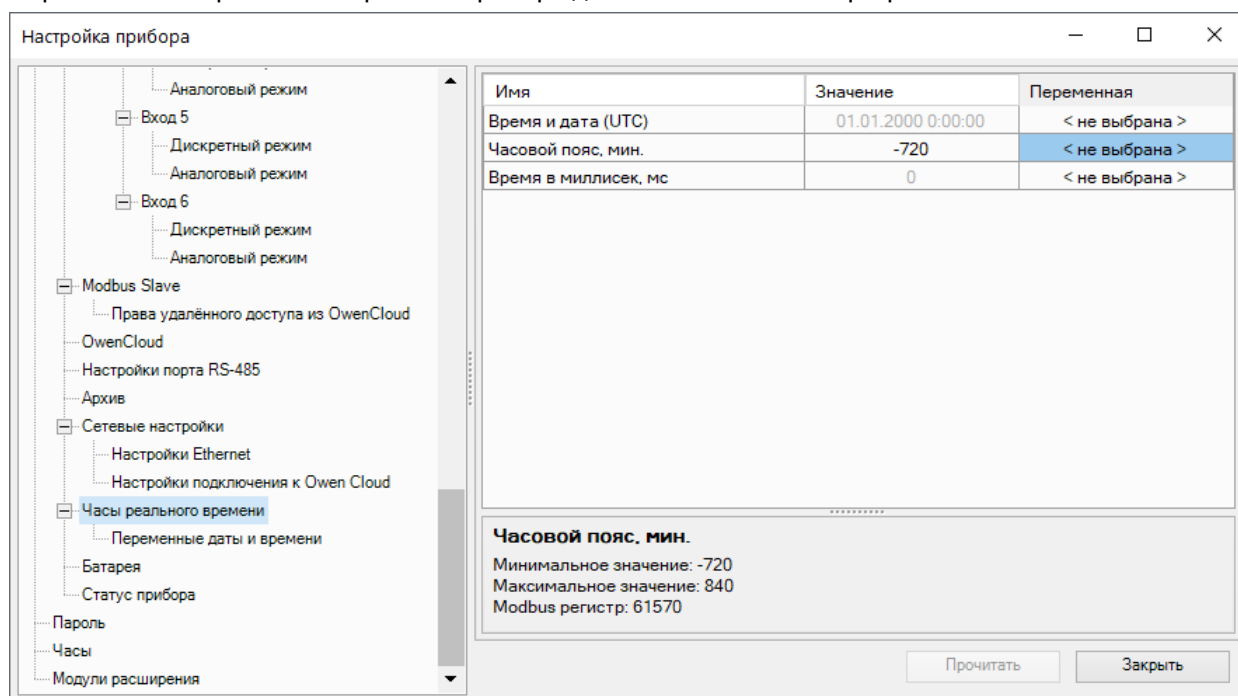 Настройка прибора
Аналоговый режим
Вход 5
Дискретный режим
Аналоговый режим
Вход 6
Дискретный режим
Аналоговый режим
Modbus Slave
Права удалённого доступа из OwenCloud
OwenCloud
Настройки порта RS-485
Архив
Сетевые настройки
Настройки Ethernet
Настройки подключения к Owen Cloud
Часы реального времени
Переменные даты и времени
Батарея
Статус прибора
Пароль
Часы
Модули расширения
Имя Значение Переменная
Время и дата (UTC) 01.01.2000 0:00:00 < не выбрана >
Часовой пояс, мин. -720 < не выбрана >
Время в миллисек, мс 0 < не выбрана >
Часовой пояс, мин.
Минимальное значение: -720
Максимальное значение: 840
Modbus регистр: 61570
Прочитать Закрыть